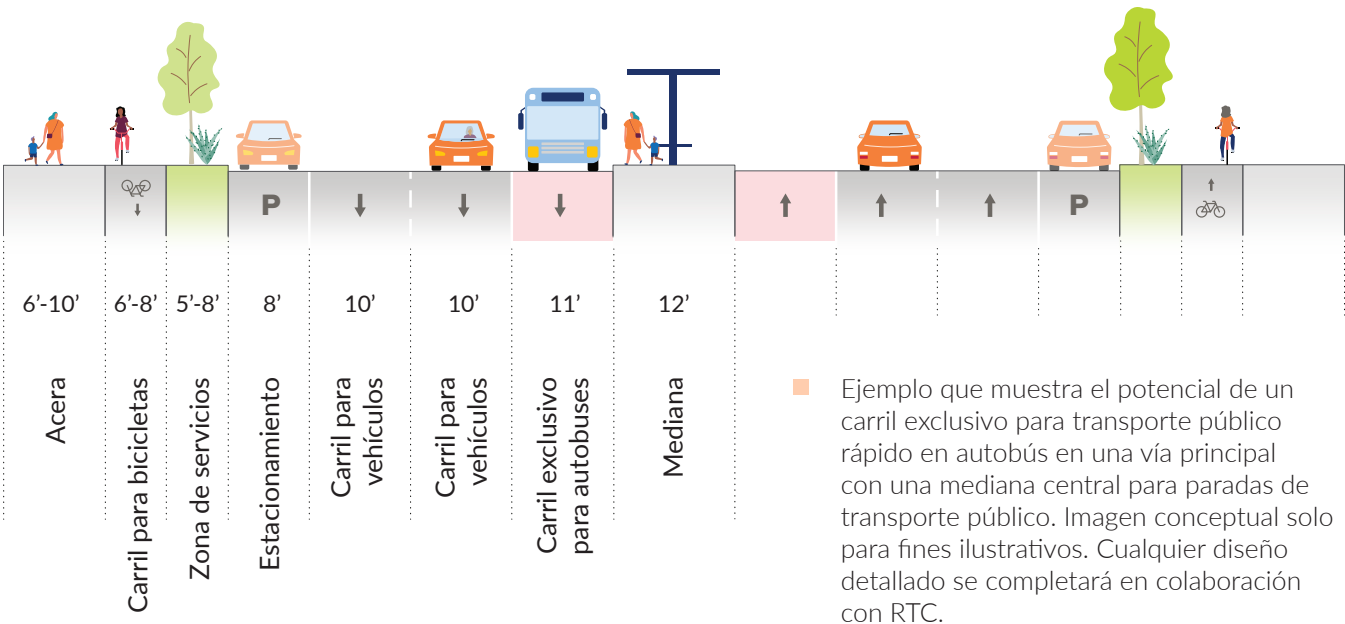 P
P
6’-10’
6’-8’
5’-8’
8’
10’
10’
11’
12’
Acera
Carril para bicicletas
Zona de servicios
Estacionamiento
Carril para
vehículos
Carril para
vehículos
Carril exclusivo
para autobuses
Mediana
Ejemplo que muestra el potencial de un
carril exclusivo para transporte público
rápido en autobús en una vía principal
con una mediana central para paradas de
transporte público. Imagen conceptual solo
para fines ilustrativos. Cualquier diseño
detallado se completará en colaboración
con RTC.